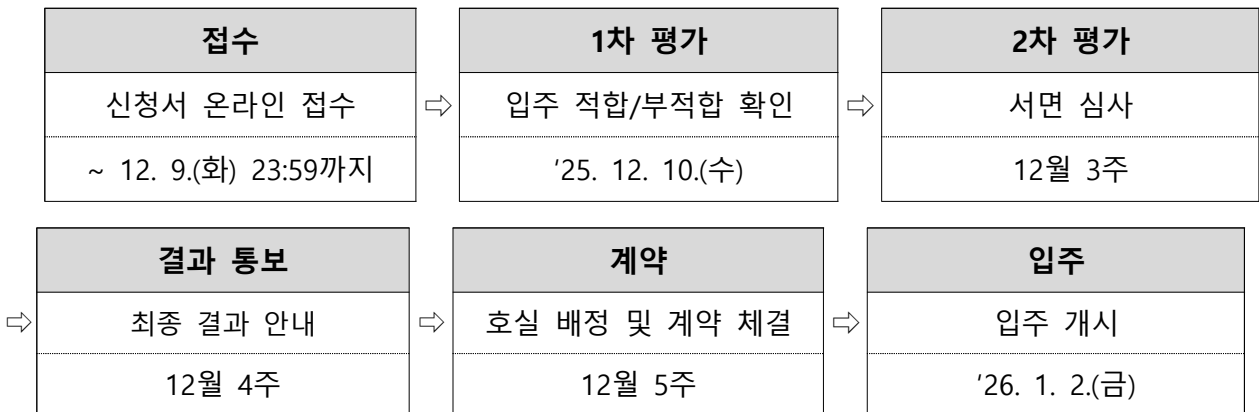 접수
신청서 온라인 접수
~ 12. 9.(화) 23:59까지
⇨
1차 평가
입주 적합/부적합 확인
'25. 12. 10.(수)
⇨
2차 평가
서면 심사
12월 3주
⇨
결과 통보
최종 결과 안내
12월 4주
⇨
계약
호실 배정 및 계약 체결
12월 5주
⇨
입주
입주 개시
'26. 1. 2.(금)